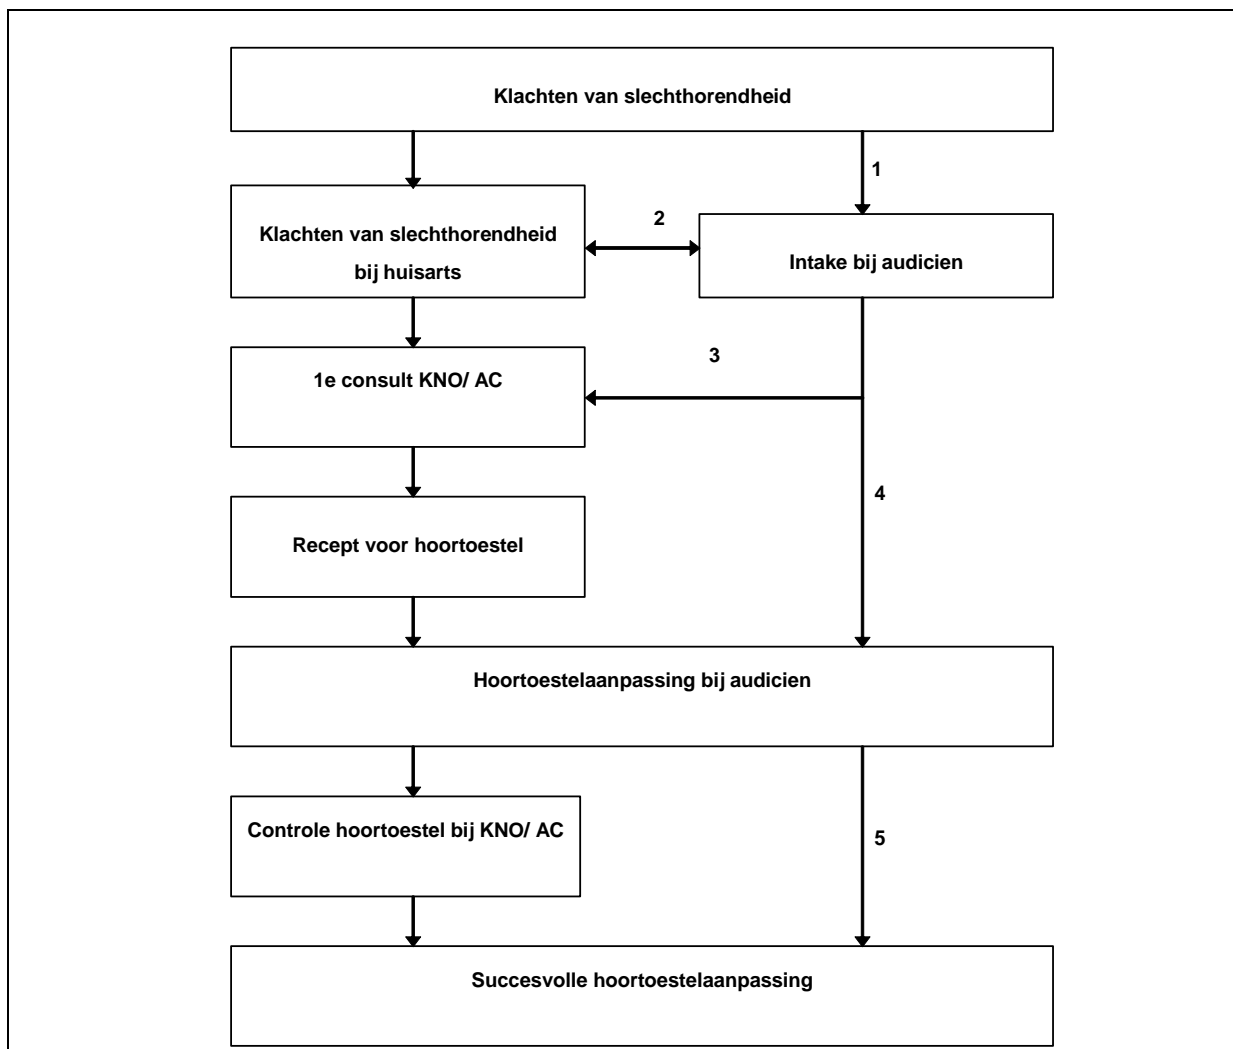 Klachten van slechthorendheid
1
Klachten van slechthorendheid
bij huisarts
2
Intake bij audicien
1e consult KNO/ AC
3
4
Recept voor hoortoestel
Hoortoestelaanpassing bij audicien
Controle hoortoestel bij KNO/ AC
5
Succesvolle hoortoestelaanpassing